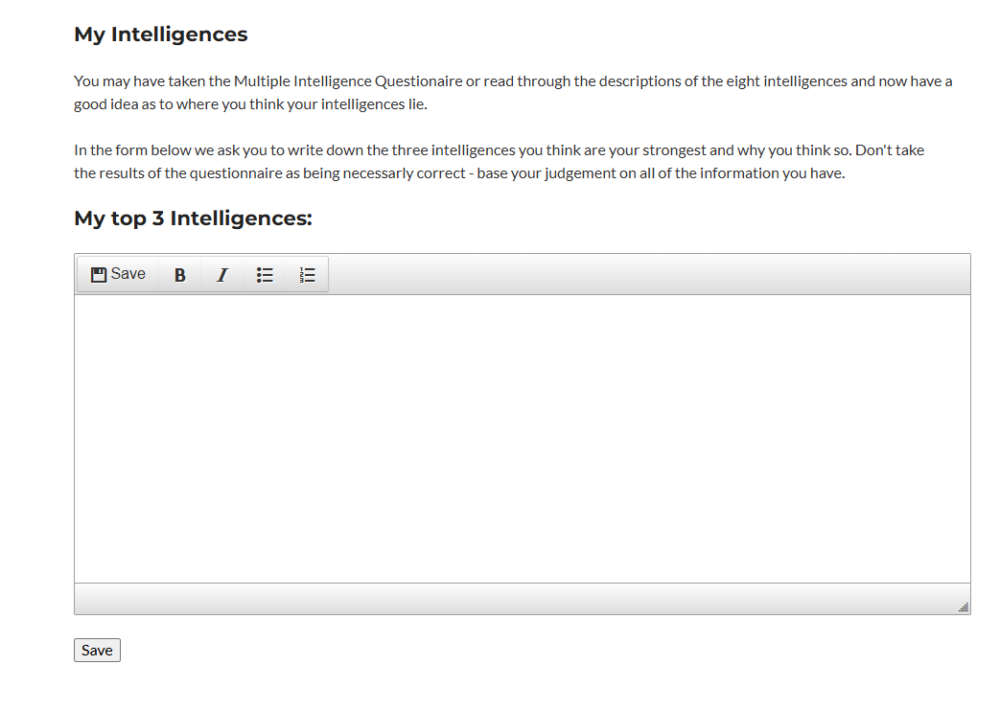 My Intelligences
You may have taken the Multiple Intelligence Questionaire or read through the descriptions of the eight intelligences and now have a
good idea as to where you think your intelligences lie.
In the form below we ask you to write down the three intelligences you think are your strongest and why you think so. Don't take
the results of the questionnaire as being necessarly correct - base your judgement on all of the information you have.
My top 3 Intelligences:
Save B I
Save